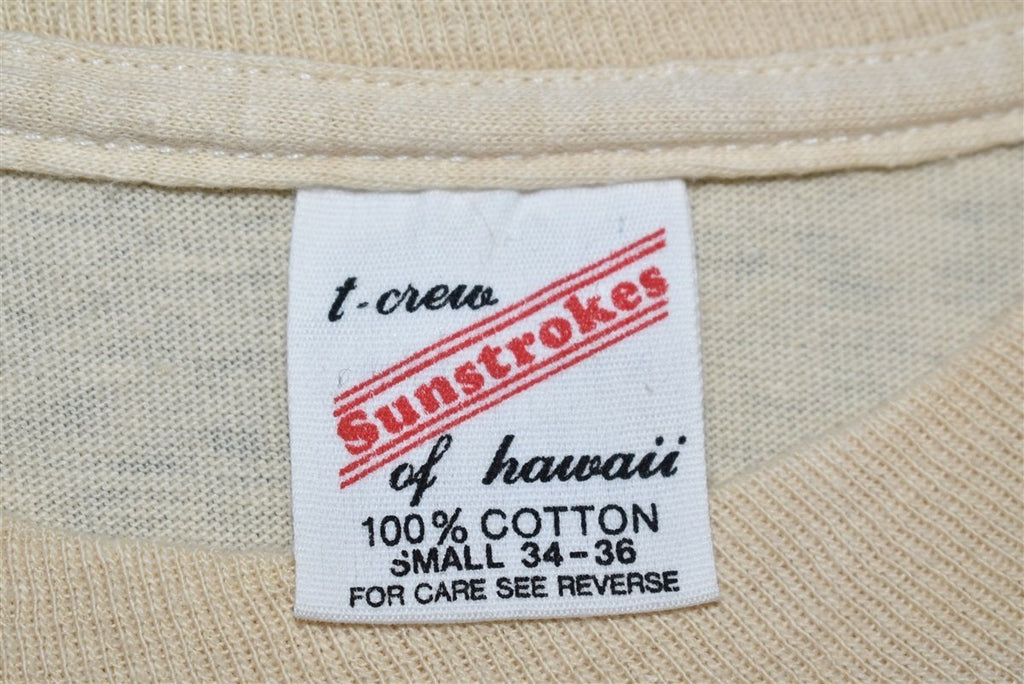 t-crew
Sunstrokes
of hawaii
100% COTTON
SMALL 34-36
FOR CARE SEE REVERSE